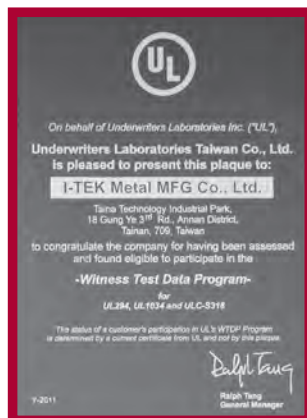 UL
On behalf of Underwriters Laboratories Inc. ("UL"),
Underwriters Laboratories Taiwan Co., Ltd.
is pleased to present this plaque to:
I-TEK Metal MFG Co., Ltd.
Taina Technology Industrial Park,
18 Gung Ye 3rd Rd., Annan District,
Tainan, 709, Taiwan
to congratulate the company for having been assessed
and found eligible to participate in the
-Witness Test Data Program-
for
UL294, UL1034 and ULC-S318
The status of a customer's participation in UL's WTDP Program
is determined by a current certificate from UL and not by this plaque.
Ralph Tang
Y-2011
Ralph Tang
General Manager